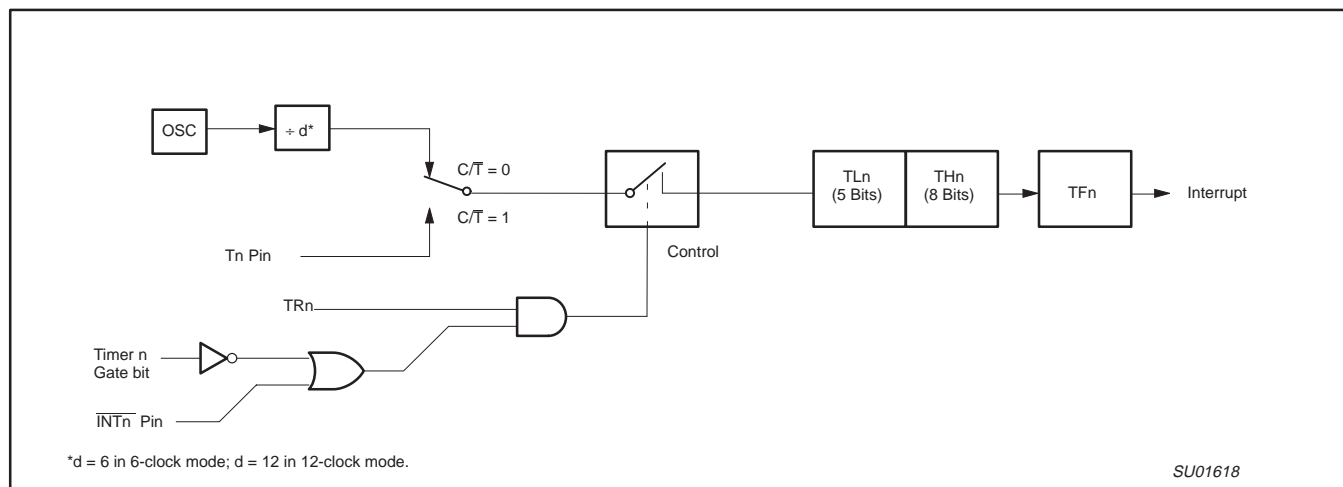 OSC
÷ d*
C/T̅ = 0
C/T̅ = 1
Tn Pin
Control
TLn
(5 Bits)
THn
(8 Bits)
TFn
Interrupt
TRn
Timer n
Gate bit
I̅N̅T̅n̅ Pin
*d = 6 in 6-clock mode; d = 12 in 12-clock mode.
SU01618